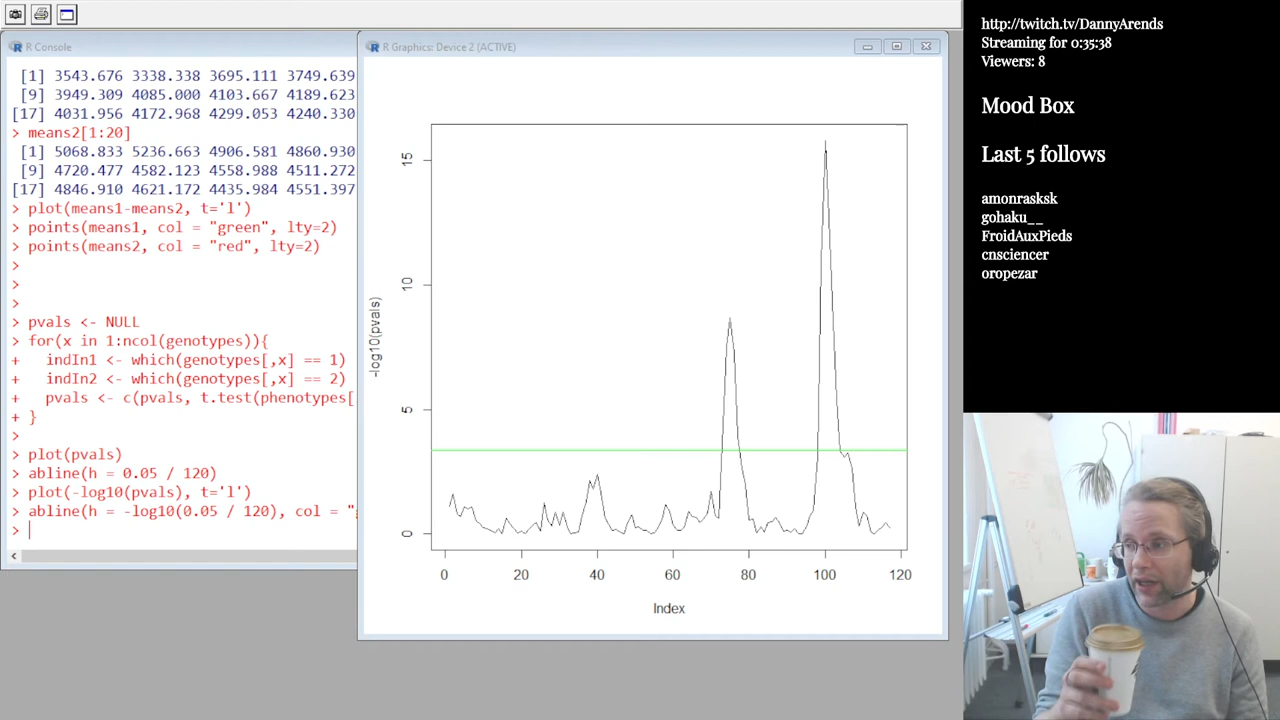 R Console
[1] 3543.676 3338.338 3695.111 3749.639
[9] 3949.309 4085.000 4103.667 4189.623
[17] 4031.956 4172.968 4299.053 4240.330
> means2[1:20]
[1] 5068.833 5236.663 4906.581 4860.930
[9] 4720.477 4582.123 4558.988 4511.272
[17] 4846.910 4621.172 4435.984 4551.397
> plot(means1-means2, t='l')
> points(means1, col = "green", lty=2)
> points(means2, col = "red", lty=2)
>
>
>
> pvals <- NULL
> for(x in 1:ncol(genotypes)){
+ indIn1 <- which(genotypes[,x] == 1)
+ indIn2 <- which(genotypes[,x] == 2)
+ pvals <- c(pvals, t.test(phenotypes[
+ }
>
> plot(pvals)
> abline(h = 0.05 / 120)
> plot(-log10(pvals), t='l')
> abline(h = -log10(0.05 / 120), col = "
>
R Graphics: Device 2 (ACTIVE)
-log10(pvals)
15
10
5
0
0 20 40 60 80 100 120
Index
http://twitch.tv/DannyArends
Streaming for 0:35:38
Viewers: 8
Mood Box
Last 5 follows
amonrasksk
gohaku__
FroidAuxPieds
cnsciencer
oropezar